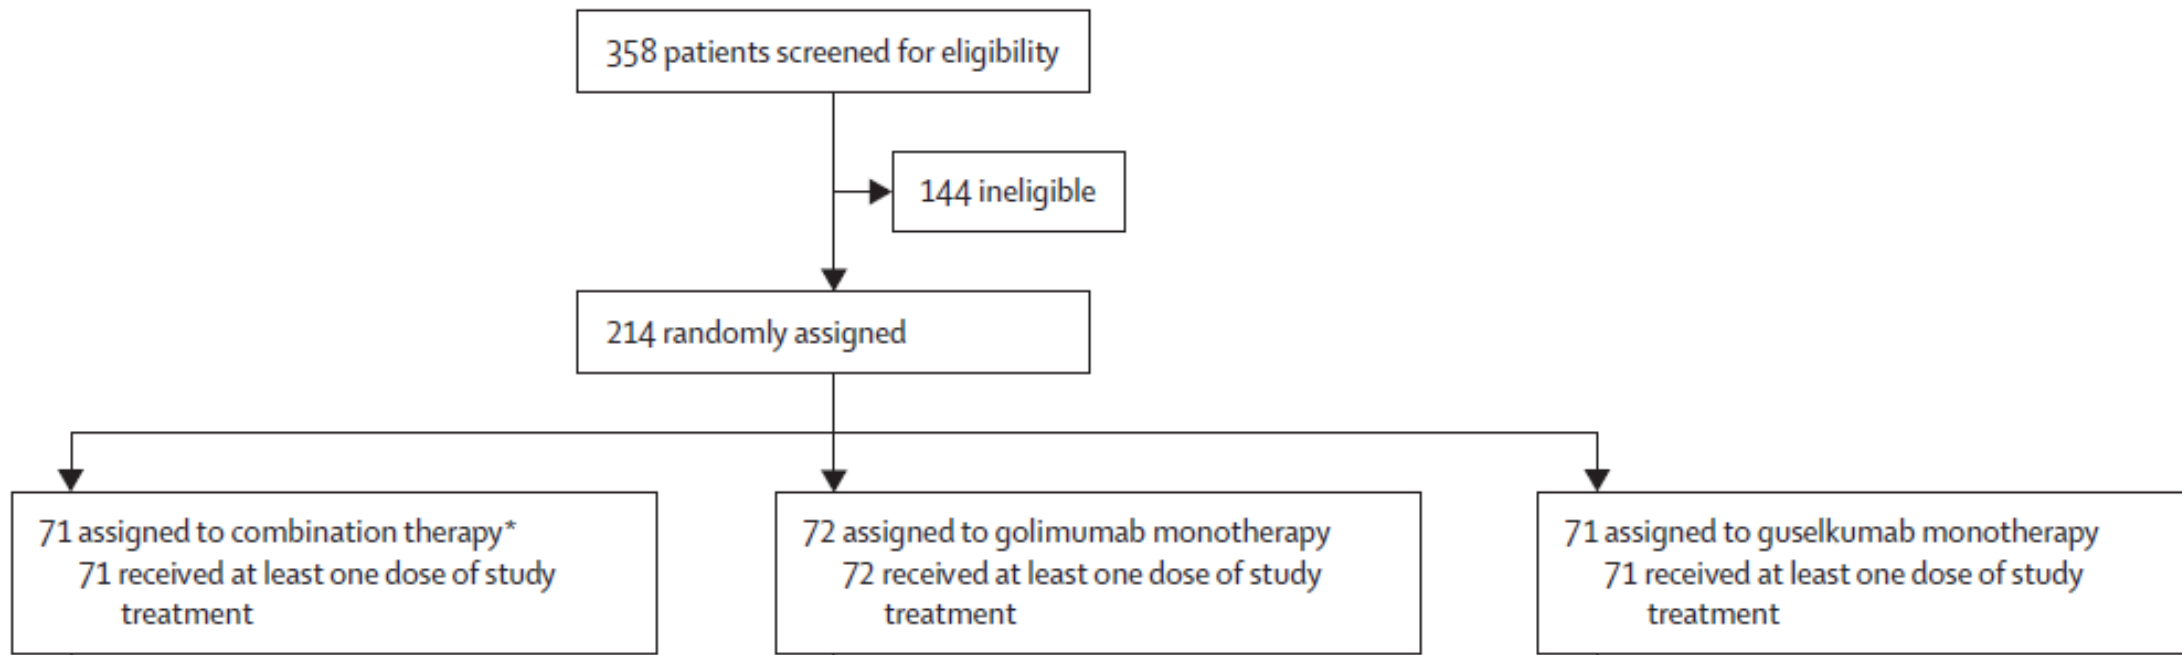 358 patients screened for eligibility
144 ineligible
214 randomly assigned
71 assigned to combination therapy*
71 received at least one dose of study
treatment
72 assigned to golimumab monotherapy
72 received at least one dose of study
treatment
71 assigned to guselkumab monotherapy
71 received at least one dose of study
treatment